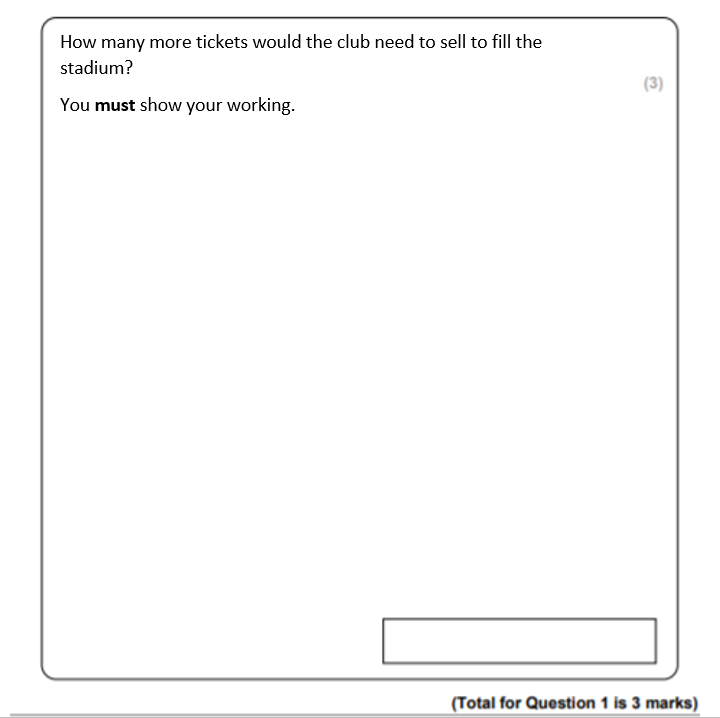 How many more tickets would the club need to sell to fill the
stadium?
(3)
You must show your working.
(Total for Question 1 is 3 marks)